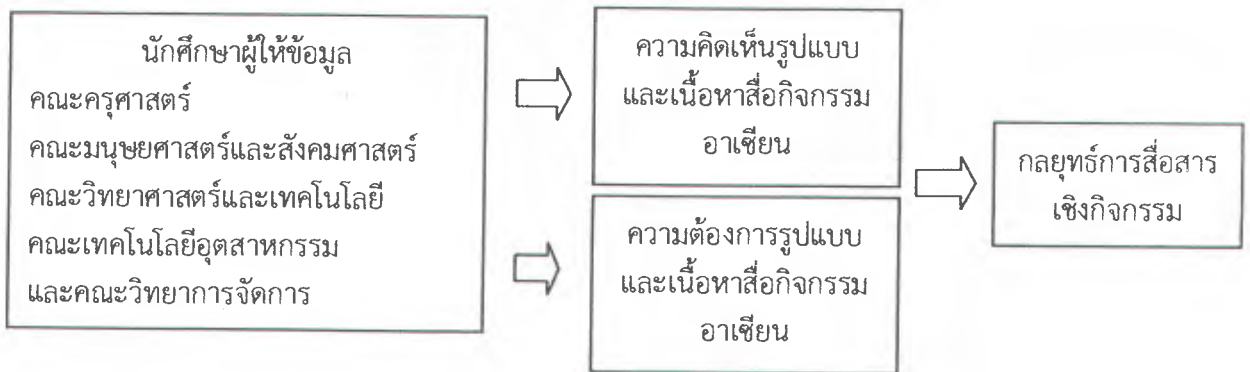 นักศึกษาผู้ให้ข้อมูล
คณะครุศาสตร์
คณะมนุษยศาสตร์และสังคมศาสตร์
คณะวิทยาศาสตร์และเทคโนโลยี
คณะเทคโนโลยีอุตสาหกรรม
และคณะวิทยาการจัดการ
ความคิดเห็นรูปแบบ
และเนื้อหาสื่อกิจกรรม
อาเซียน
ความต้องการรูปแบบ
และเนื้อหาสื่อกิจกรรม
อาเซียน
กลยุทธ์การสื่อสาร
เชิงกิจกรรม